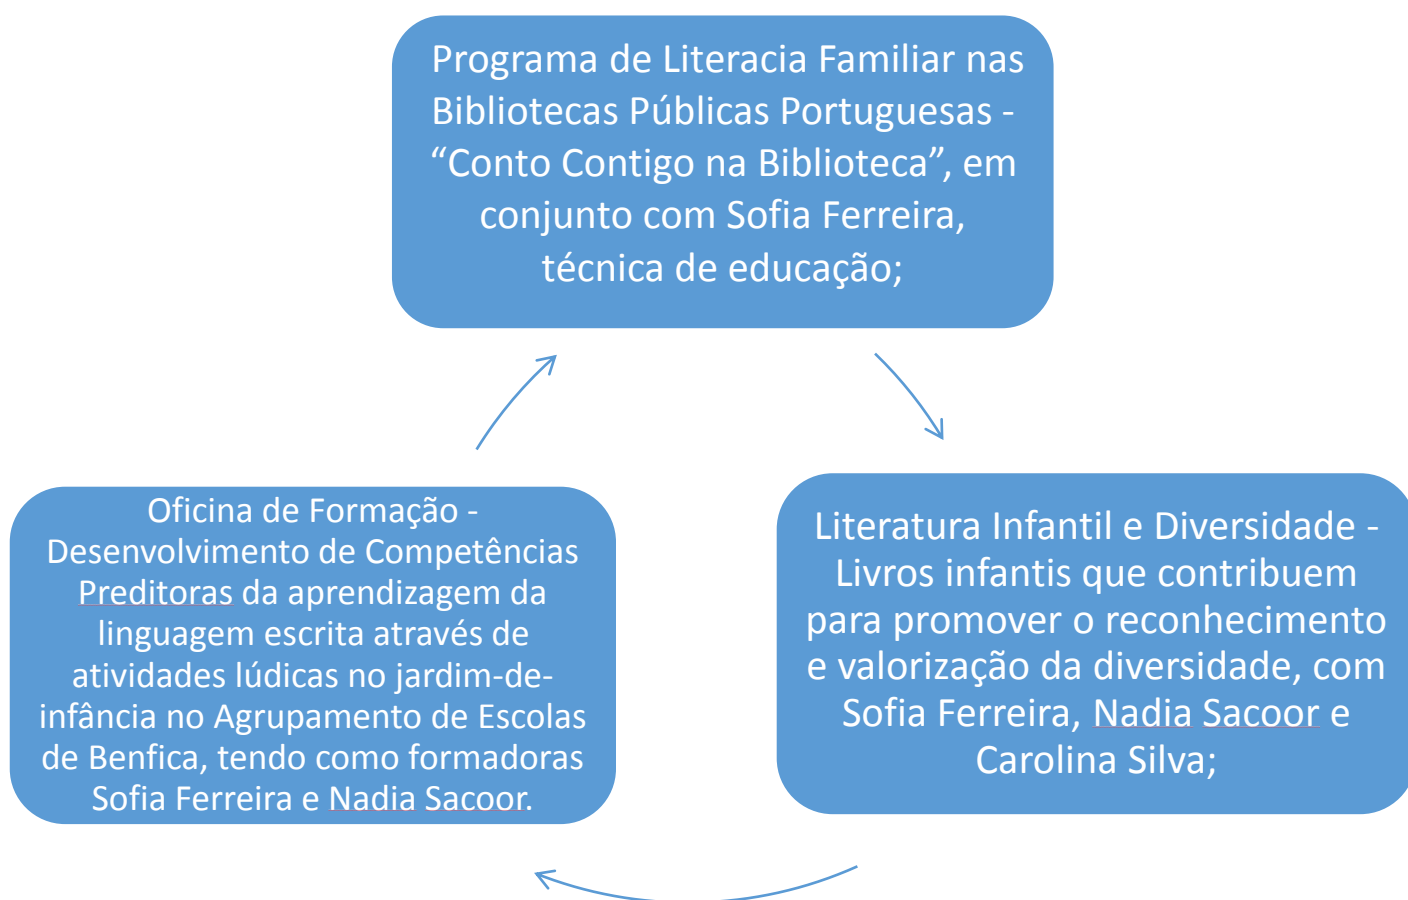 Programa de Literacia Familiar nas
Bibliotecas Públicas Portuguesas -
“Conto Contigo na Biblioteca”, em
conjunto com Sofia Ferreira,
técnica de educação;
Literatura Infantil e Diversidade -
Livros infantis que contribuem
para promover o reconhecimento
e valorização da diversidade, com
Sofia Ferreira, Nadia Sacoor e
Carolina Silva;
Oficina de Formação -
Desenvolvimento de Competências
Preditoras da aprendizagem da
linguagem escrita através de
atividades lúdicas no jardim-de-
infância no Agrupamento de Escolas
de Benfica, tendo como formadoras
Sofia Ferreira e Nadia Sacoor.